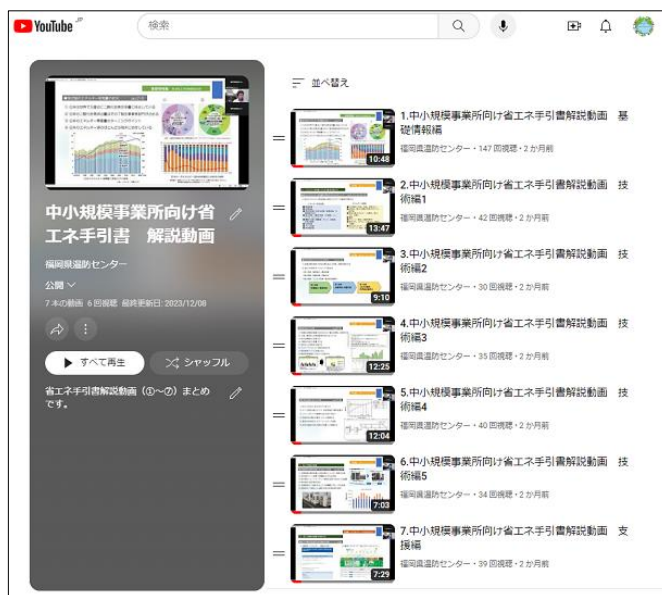 YouTube JP
検索
中小規模事業所向け省
エネ手引書 解説動画
福岡県温防センター
公開
7 本の動画 6 回視聴 最終更新日: 2023/12/08
すべて再生
シャッフル
省エネ手引書解説動画（①～⑦）まとめ
です。
並べ替え
10:48
1.中小規模事業所向け省エネ手引書解説動画 基
礎情報編
福岡県温防センター・147 回視聴・2 か月前
13:47
2.中小規模事業所向け省エネ手引書解説動画 技
術編1
福岡県温防センター・42 回視聴・2 か月前
9:10
3.中小規模事業所向け省エネ手引書解説動画 技
術編2
福岡県温防センター・30 回視聴・2 か月前
12:25
4.中小規模事業所向け省エネ手引書解説動画 技
術編3
福岡県温防センター・35 回視聴・2 か月前
12:04
5.中小規模事業所向け省エネ手引書解説動画 技
術編4
福岡県温防センター・40 回視聴・2 か月前
7:03
6.中小規模事業所向け省エネ手引書解説動画 技
術編5
福岡県温防センター・34 回視聴・2 か月前
7:29
7.中小規模事業所向け省エネ手引書解説動画 支
援編
福岡県温防センター・39 回視聴・2 か月前